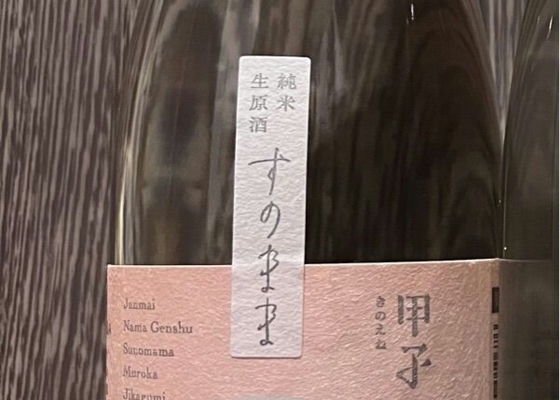 純米
生原酒
すのまま
甲子
きのえね
Janmai
Nama Genshu
Sunomama
Muroka
Jikagumi